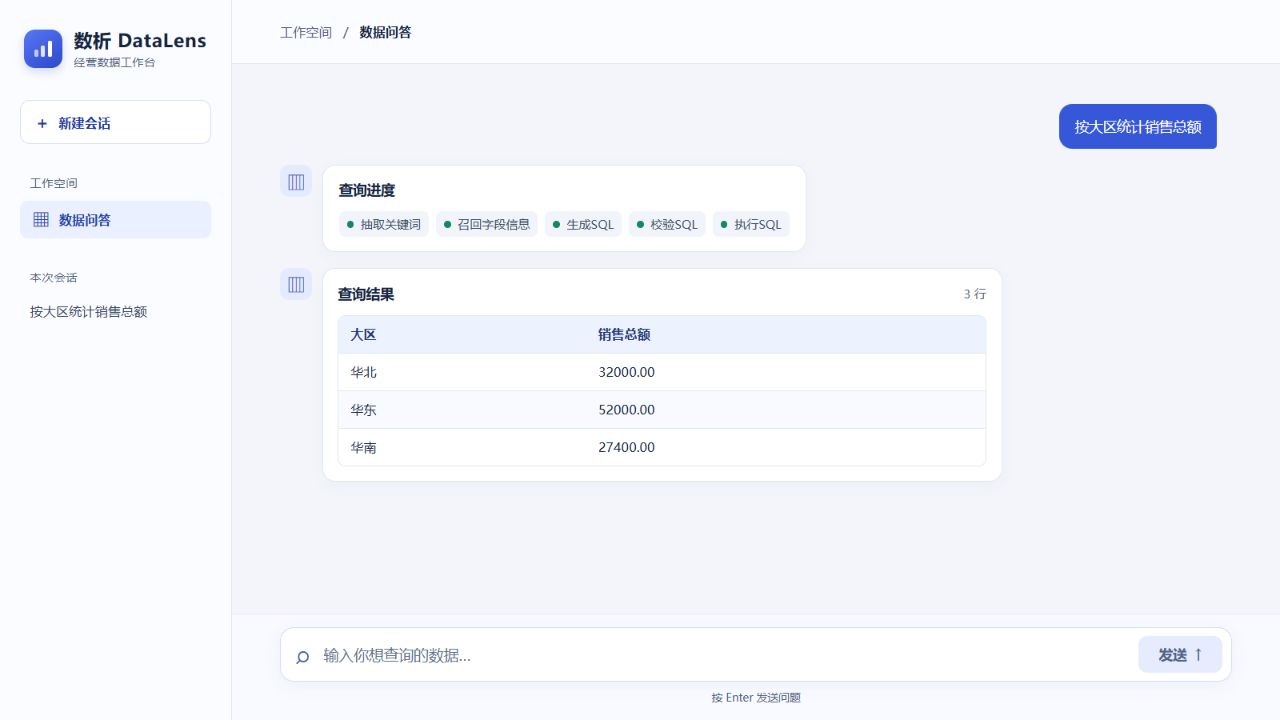 数析 DataLens
经营数据工作台
+ 新建会话
工作空间
数据问答
本次会话
按大区统计销售总额
工作空间 / 数据问答
按大区统计销售总额
查询进度
抽取关键词 召回字段信息 生成SQL 校验SQL 执行SQL
查询结果 3 行
大区 销售总额
华北 32000.00
华东 52000.00
华南 27400.00
输入你想查询的数据...
发送 ↑
按 Enter 发送问题